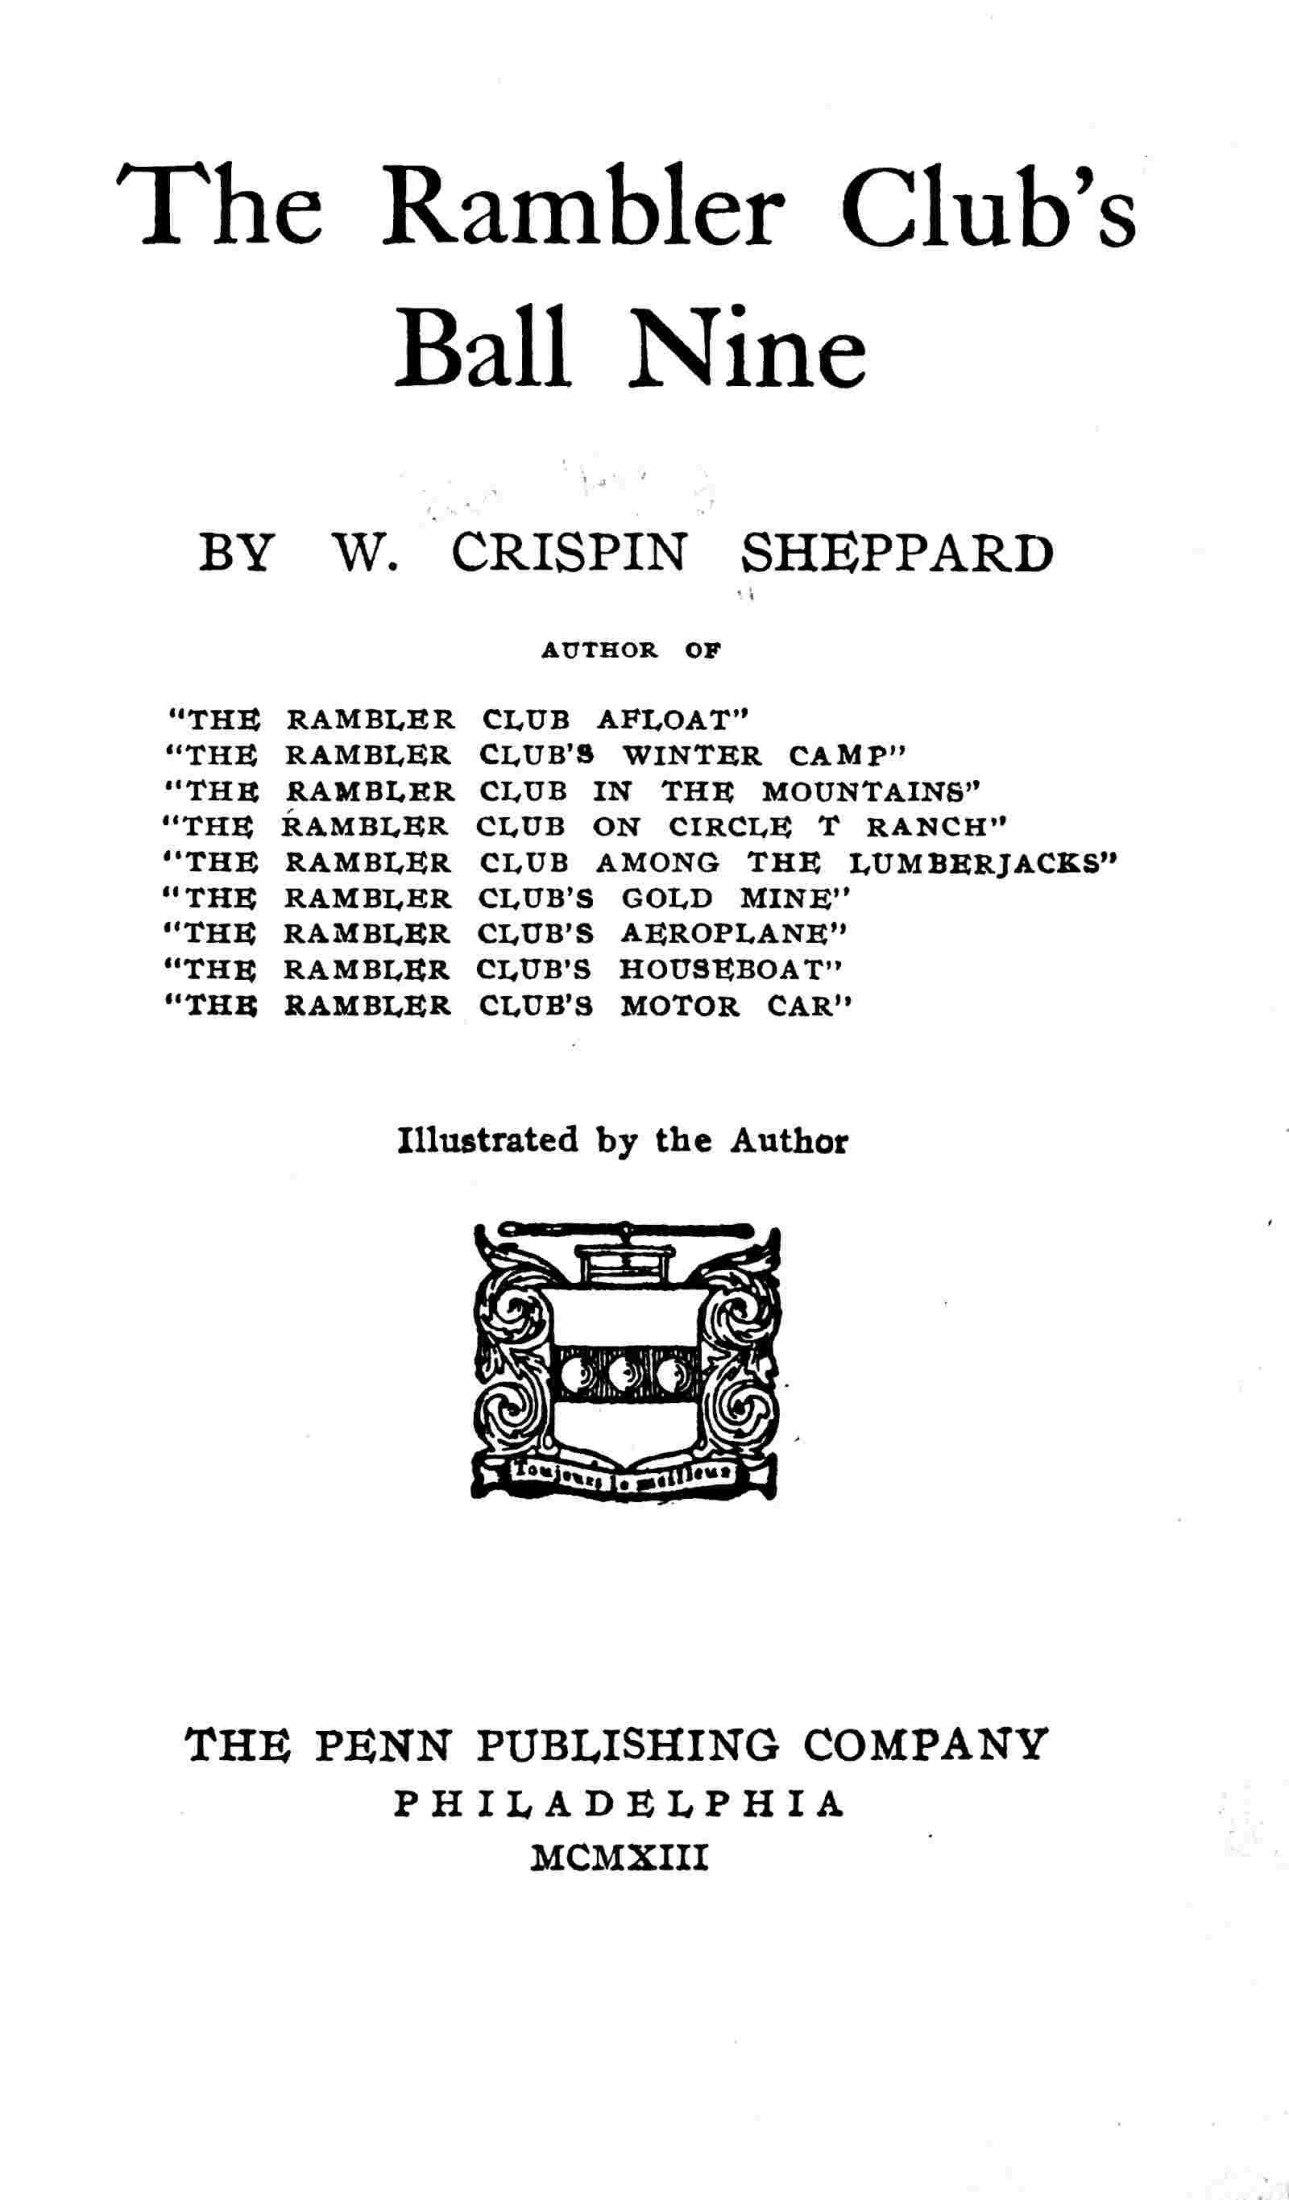 The Rambler Club's
Ball Nine
BY W. CRISPIN SHEPPARD
AUTHOR OF
“THE RAMBLER CLUB AFLOAT”
“THE RAMBLER CLUB'S WINTER CAMP”
“THE RAMBLER CLUB IN THE MOUNTAINS”
“THE RAMBLER CLUB ON CIRCLE T RANCH”
“THE RAMBLER CLUB AMONG THE LUMBERJACKS”
“THE RAMBLER CLUB'S GOLD MINE”
“THE RAMBLER CLUB'S AEROPLANE”
“THE RAMBLER CLUB'S HOUSEBOAT”
“THE RAMBLER CLUB'S MOTOR CAR”
Illustrated by the Author
Toujours le meilleur
THE PENN PUBLISHING COMPANY
PHILADELPHIA
MCMXIII